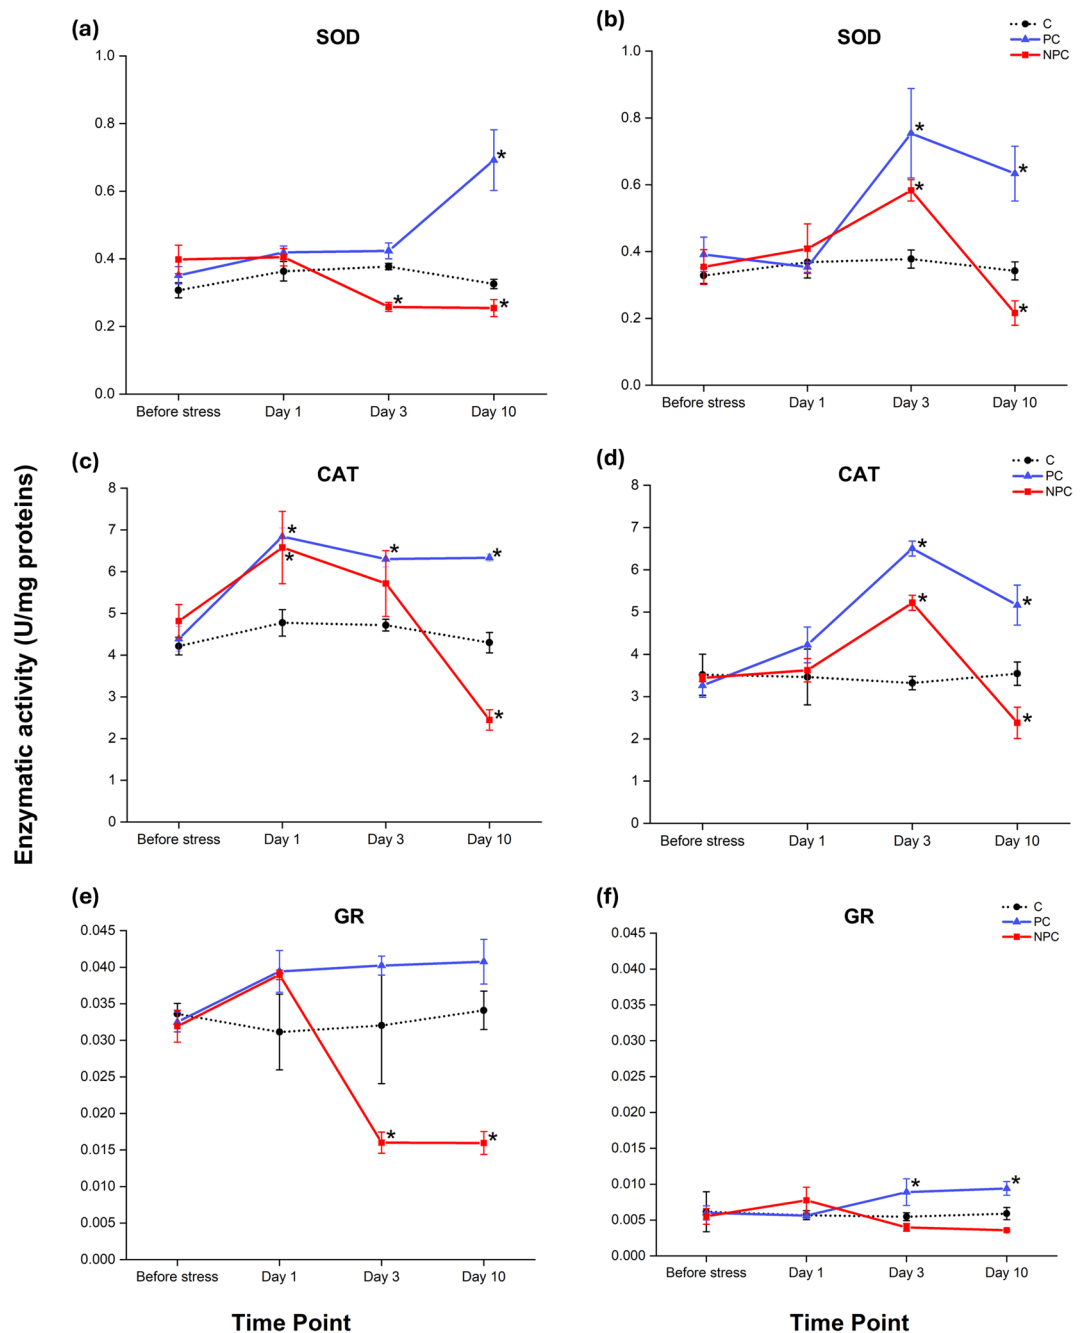 (a)
SOD
1.0
0.8
0.6
0.4
0.2
0.0
*
*
*
Before stress Day 1 Day 3 Day 10
(b)
SOD
C
PC
NPC
1.0
0.8
0.6
0.4
0.2
0.0
*
*
*
*
Before stress Day 1 Day 3 Day 10
Enzymatic activity (U/mg proteins)
(c)
CAT
8
7
6
5
4
3
2
1
0
*
*
*
*
*
Before stress Day 1 Day 3 Day 10
(d)
CAT
C
PC
NPC
8
7
6
5
4
3
2
1
0
*
*
*
*
Before stress Day 1 Day 3 Day 10
(e)
GR
0.045
0.040
0.035
0.030
0.025
0.020
0.015
0.010
0.005
0.000
*
*
Before stress Day 1 Day 3 Day 10
Time Point
(f)
GR
C
PC
NPC
0.045
0.040
0.035
0.030
0.025
0.020
0.015
0.010
0.005
0.000
*
*
Before stress Day 1 Day 3 Day 10
Time Point